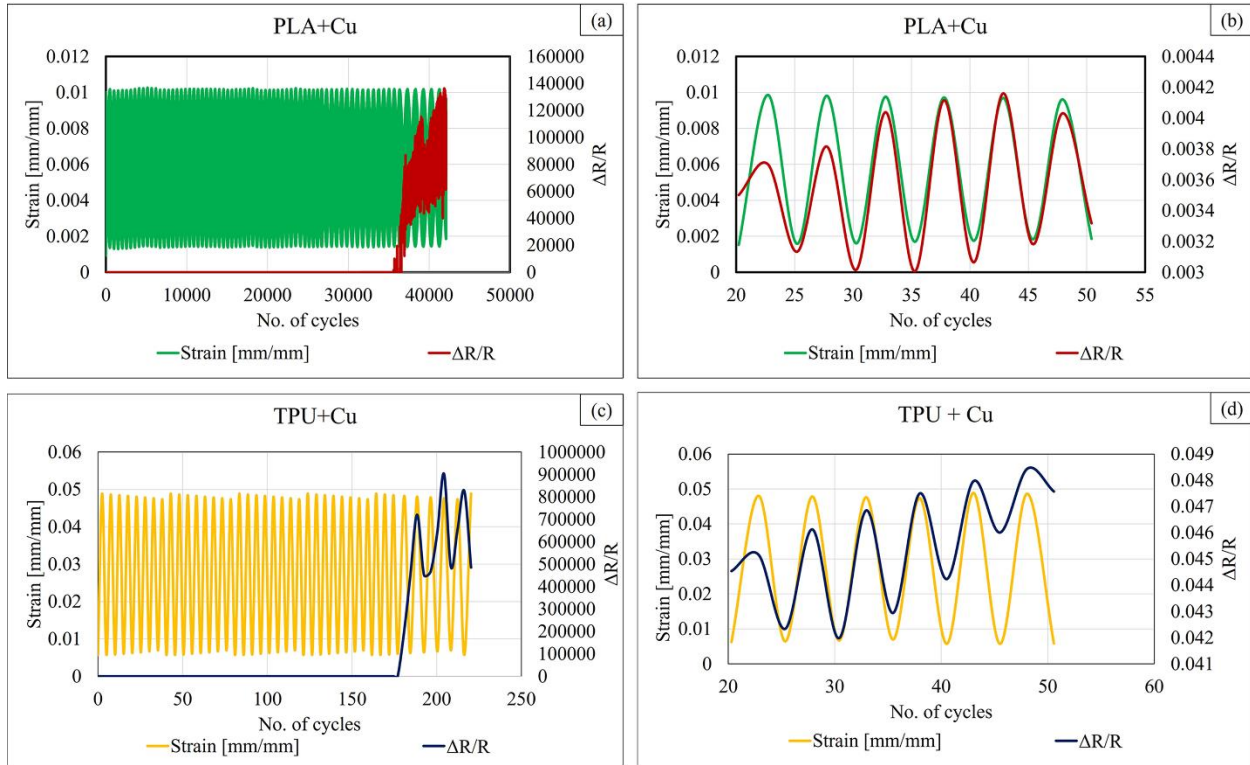 PLA+Cu
(a)
Strain [mm/mm]
0.012
0.01
0.008
0.006
0.004
0.002
0
160000
140000
120000
100000
80000
60000
40000
20000
0
ΔR/R
0 10000 20000 30000 40000 50000
No. of cycles
Strain [mm/mm] ΔR/R
PLA+Cu
(b)
Strain [mm/mm]
0.012
0.01
0.008
0.006
0.004
0.002
0
0.0044
0.0042
0.004
0.0038
0.0036
0.0034
0.0032
0.003
ΔR/R
20 25 30 35 40 45 50 55
No. of cycles
Strain [mm/mm] ΔR/R
TPU+Cu
(c)
Strain [mm/mm]
0.06
0.05
0.04
0.03
0.02
0.01
0
1000000
900000
800000
700000
600000
500000
400000
300000
200000
100000
0
ΔR/R
0 50 100 150 200 250
No. of cycles
Strain [mm/mm] ΔR/R
TPU + Cu
(d)
Strain [mm/mm]
0.06
0.05
0.04
0.03
0.02
0.01
0
0.049
0.048
0.047
0.046
0.045
0.044
0.043
0.042
0.041
ΔR/R
20 30 40 50 60
No. of cycles
Strain [mm/mm] ΔR/R